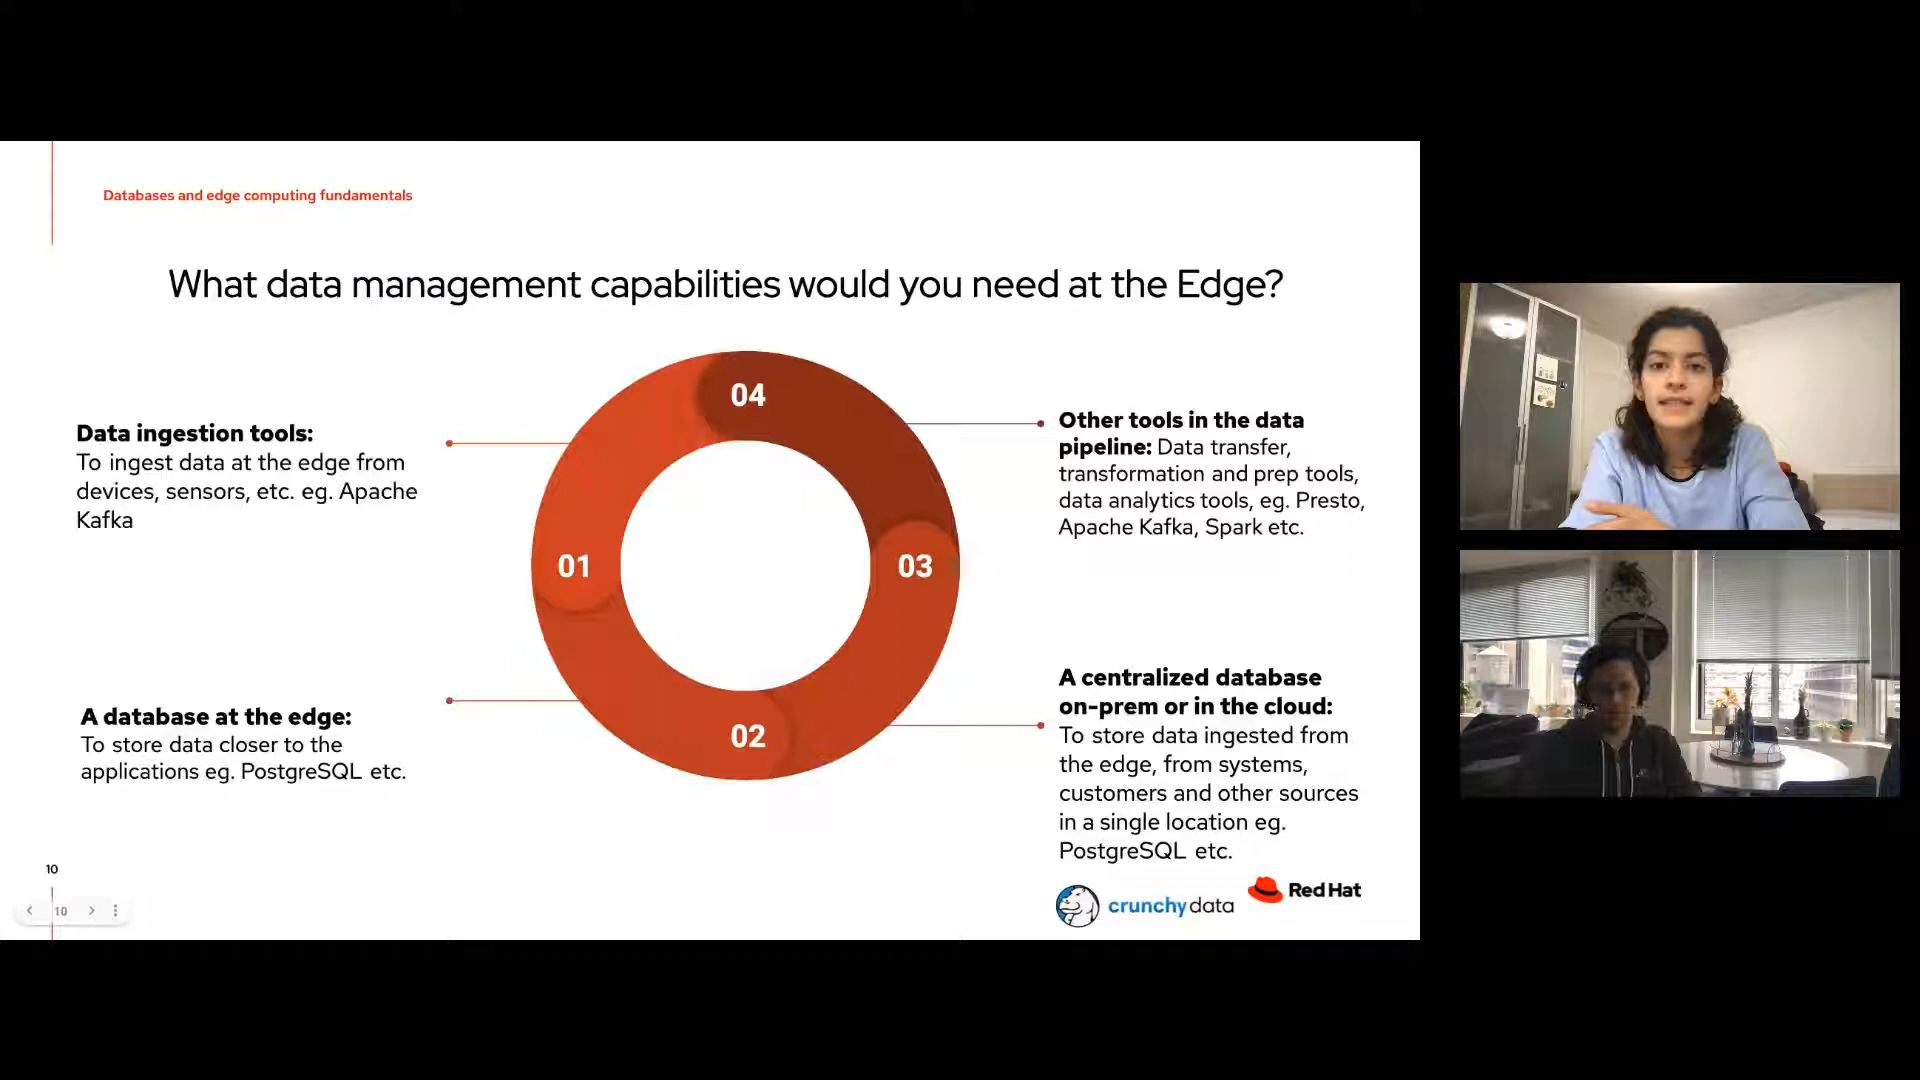 Databases and edge computing fundamentals
What data management capabilities would you need at the Edge?
Data ingestion tools:
To ingest data at the edge from
devices, sensors, etc. eg. Apache
Kafka
01
A database at the edge:
To store data closer to the
applications eg. PostgreSQL etc.
02
04
03
Other tools in the data
pipeline: Data transfer,
transformation and prep tools,
data analytics tools, eg. Presto,
Apache Kafka, Spark etc.
A centralized database
on-prem or in the cloud:
To store data ingested from
the edge, from systems,
customers and other sources
in a single location eg.
PostgreSQL etc.
10
10
crunchydata
Red Hat